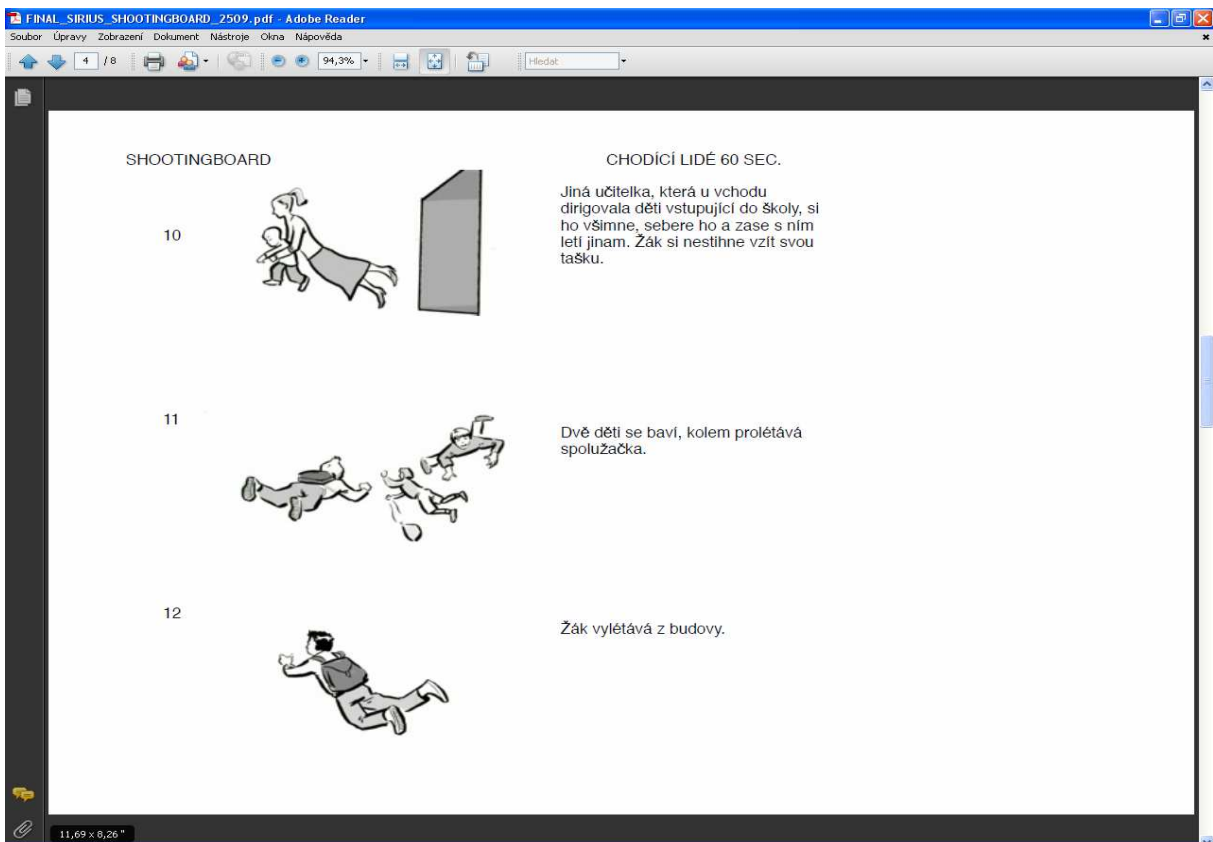 FINAL_SIRIUS_SHOOTINGBOARD_2509.pdf - Adobe Reader
Soubor Úpravy Zobrazení Dokument Nástroje Okna Nápověda
4 / 8 94,3% Hledat
SHOOTINGBOARD
CHODÍCÍ LIDÉ 60 SEC.
10
Jiná učitelka, která u vchodu
dirigovala děti vstupující do školy, si
ho všimne, sebere ho a zase s ním
letí jinam. Žák si nestihne vzít svou
tašku.
11
Dvě děti se baví, kolem prolétává
spolužačka.
12
Žák vylétává z budovy.
11,69 x 8,26 "